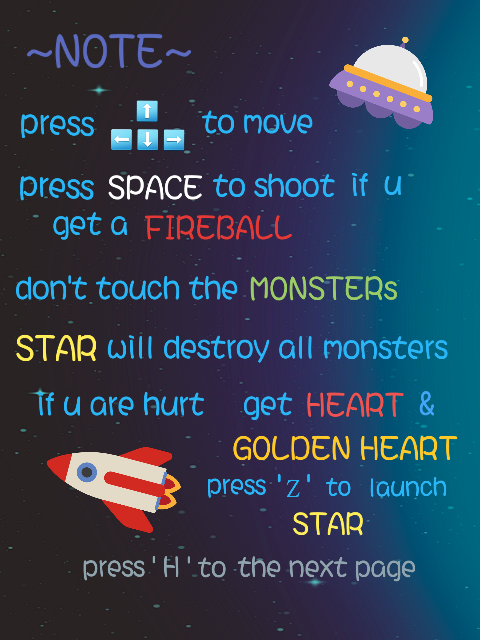 ~NOTE~
press ⬆⬅⬇➡ to move
press SPACE to shoot if u
get a FIREBALL
don't touch the MONSTERs
STAR will destroy all monsters
if u are hurt get HEART &
GOLDEN HEART
press 'Z' to launch
STAR
press 'H' to the next page